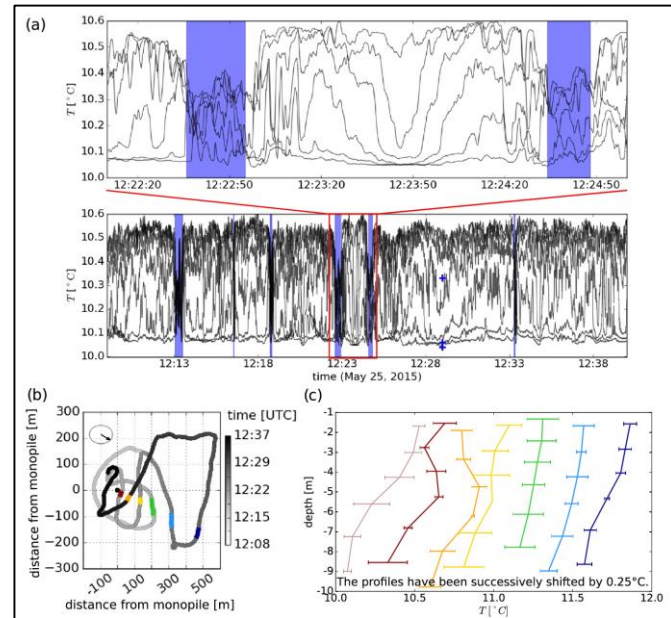 (a)
10.6
10.5
10.4
10.3
10.2
10.1
10.0
T [°C]
12:22:20 12:22:50 12:23:20 12:23:50 12:24:20 12:24:50
10.6
10.5
10.4
10.3
10.2
10.1
10.0
T [°C]
12:13 12:18 12:23 12:28 12:33 12:38
time (May 25, 2015)
(b)
300
200
100
0
-100
-200
-300
distance from monopile [m]
-100 0 100 200 300 400 500 600
distance from monopile [m]
time [UTC]
12:37
12:29
12:22
12:15
12:08
(c)
-1
-2
-3
-4
-5
-6
-7
-8
-9
-10
depth [m]
The profiles have been successively shifted by 0.25°C.
10.0 10.5 11.0 11.5 12.0
T [°C]